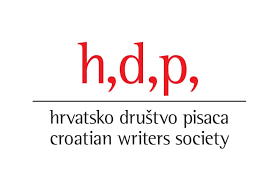 h,d,p,
hrvatsko društvo pisaca
croatian writers society